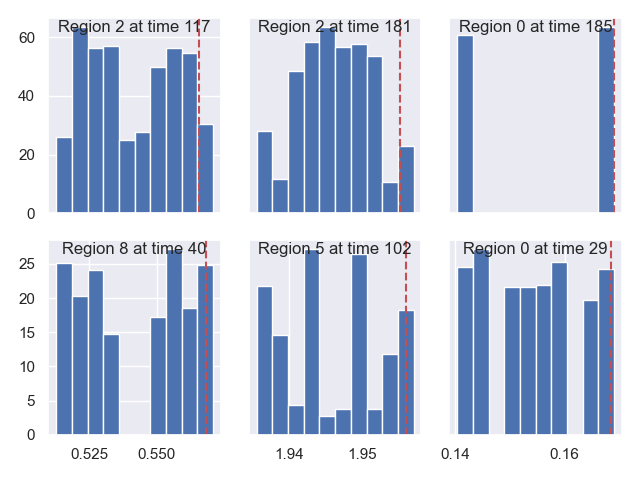 Region 2 at time 117
Region 2 at time 181
Region 0 at time 185
60
40
20
0
Region 8 at time 40
Region 5 at time 102
Region 0 at time 29
25
20
15
10
5
0
0.525 0.550
1.94 1.95
0.14 0.16